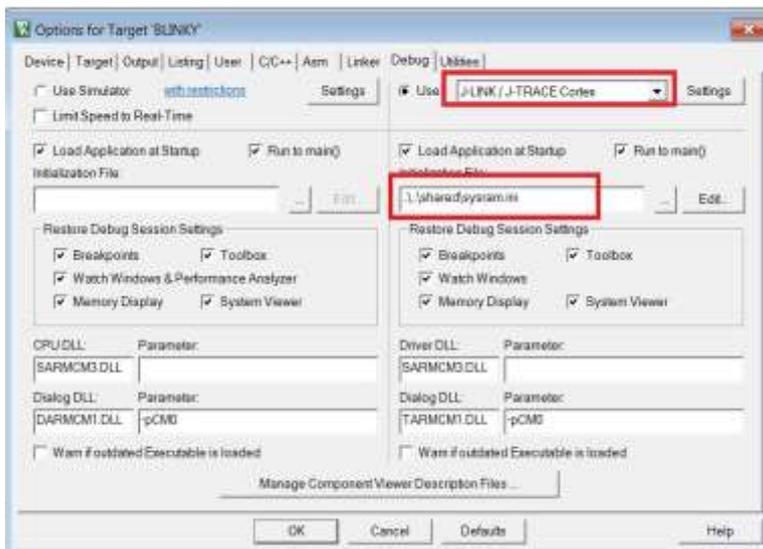 Options for Target 'BLINKY'
Device Target Output Listing User C/C++ Asm Linker Debug Utilities
Use Simulator with restrictions Settings
Limit Speed to Real-Time
Load Application at Startup Run to main()
Initialization File:
... Edit...
Restore Debug Session Settings
Breakpoints Toolbox
Watch Windows & Performance Analyzer
Memory Display System Viewer
CPU DLL: Parameter:
SARMCM3.DLL
Dialog DLL: Parameter:
DARMCM1.DLL -pCM0
Warn if outdated Executable is loaded
Use: J-LINK / J-TRACE Cortex Settings
Load Application at Startup Run to main()
Initialization File:
.\..\shared\sysram.ini ... Edit...
Restore Debug Session Settings
Breakpoints Toolbox
Watch Windows
Memory Display System Viewer
Driver DLL: Parameter:
SARMCM3.DLL
Dialog DLL: Parameter:
TARMCM1.DLL -pCM0
Warn if outdated Executable is loaded
Manage Component Viewer Description Files ...
OK Cancel Defaults Help